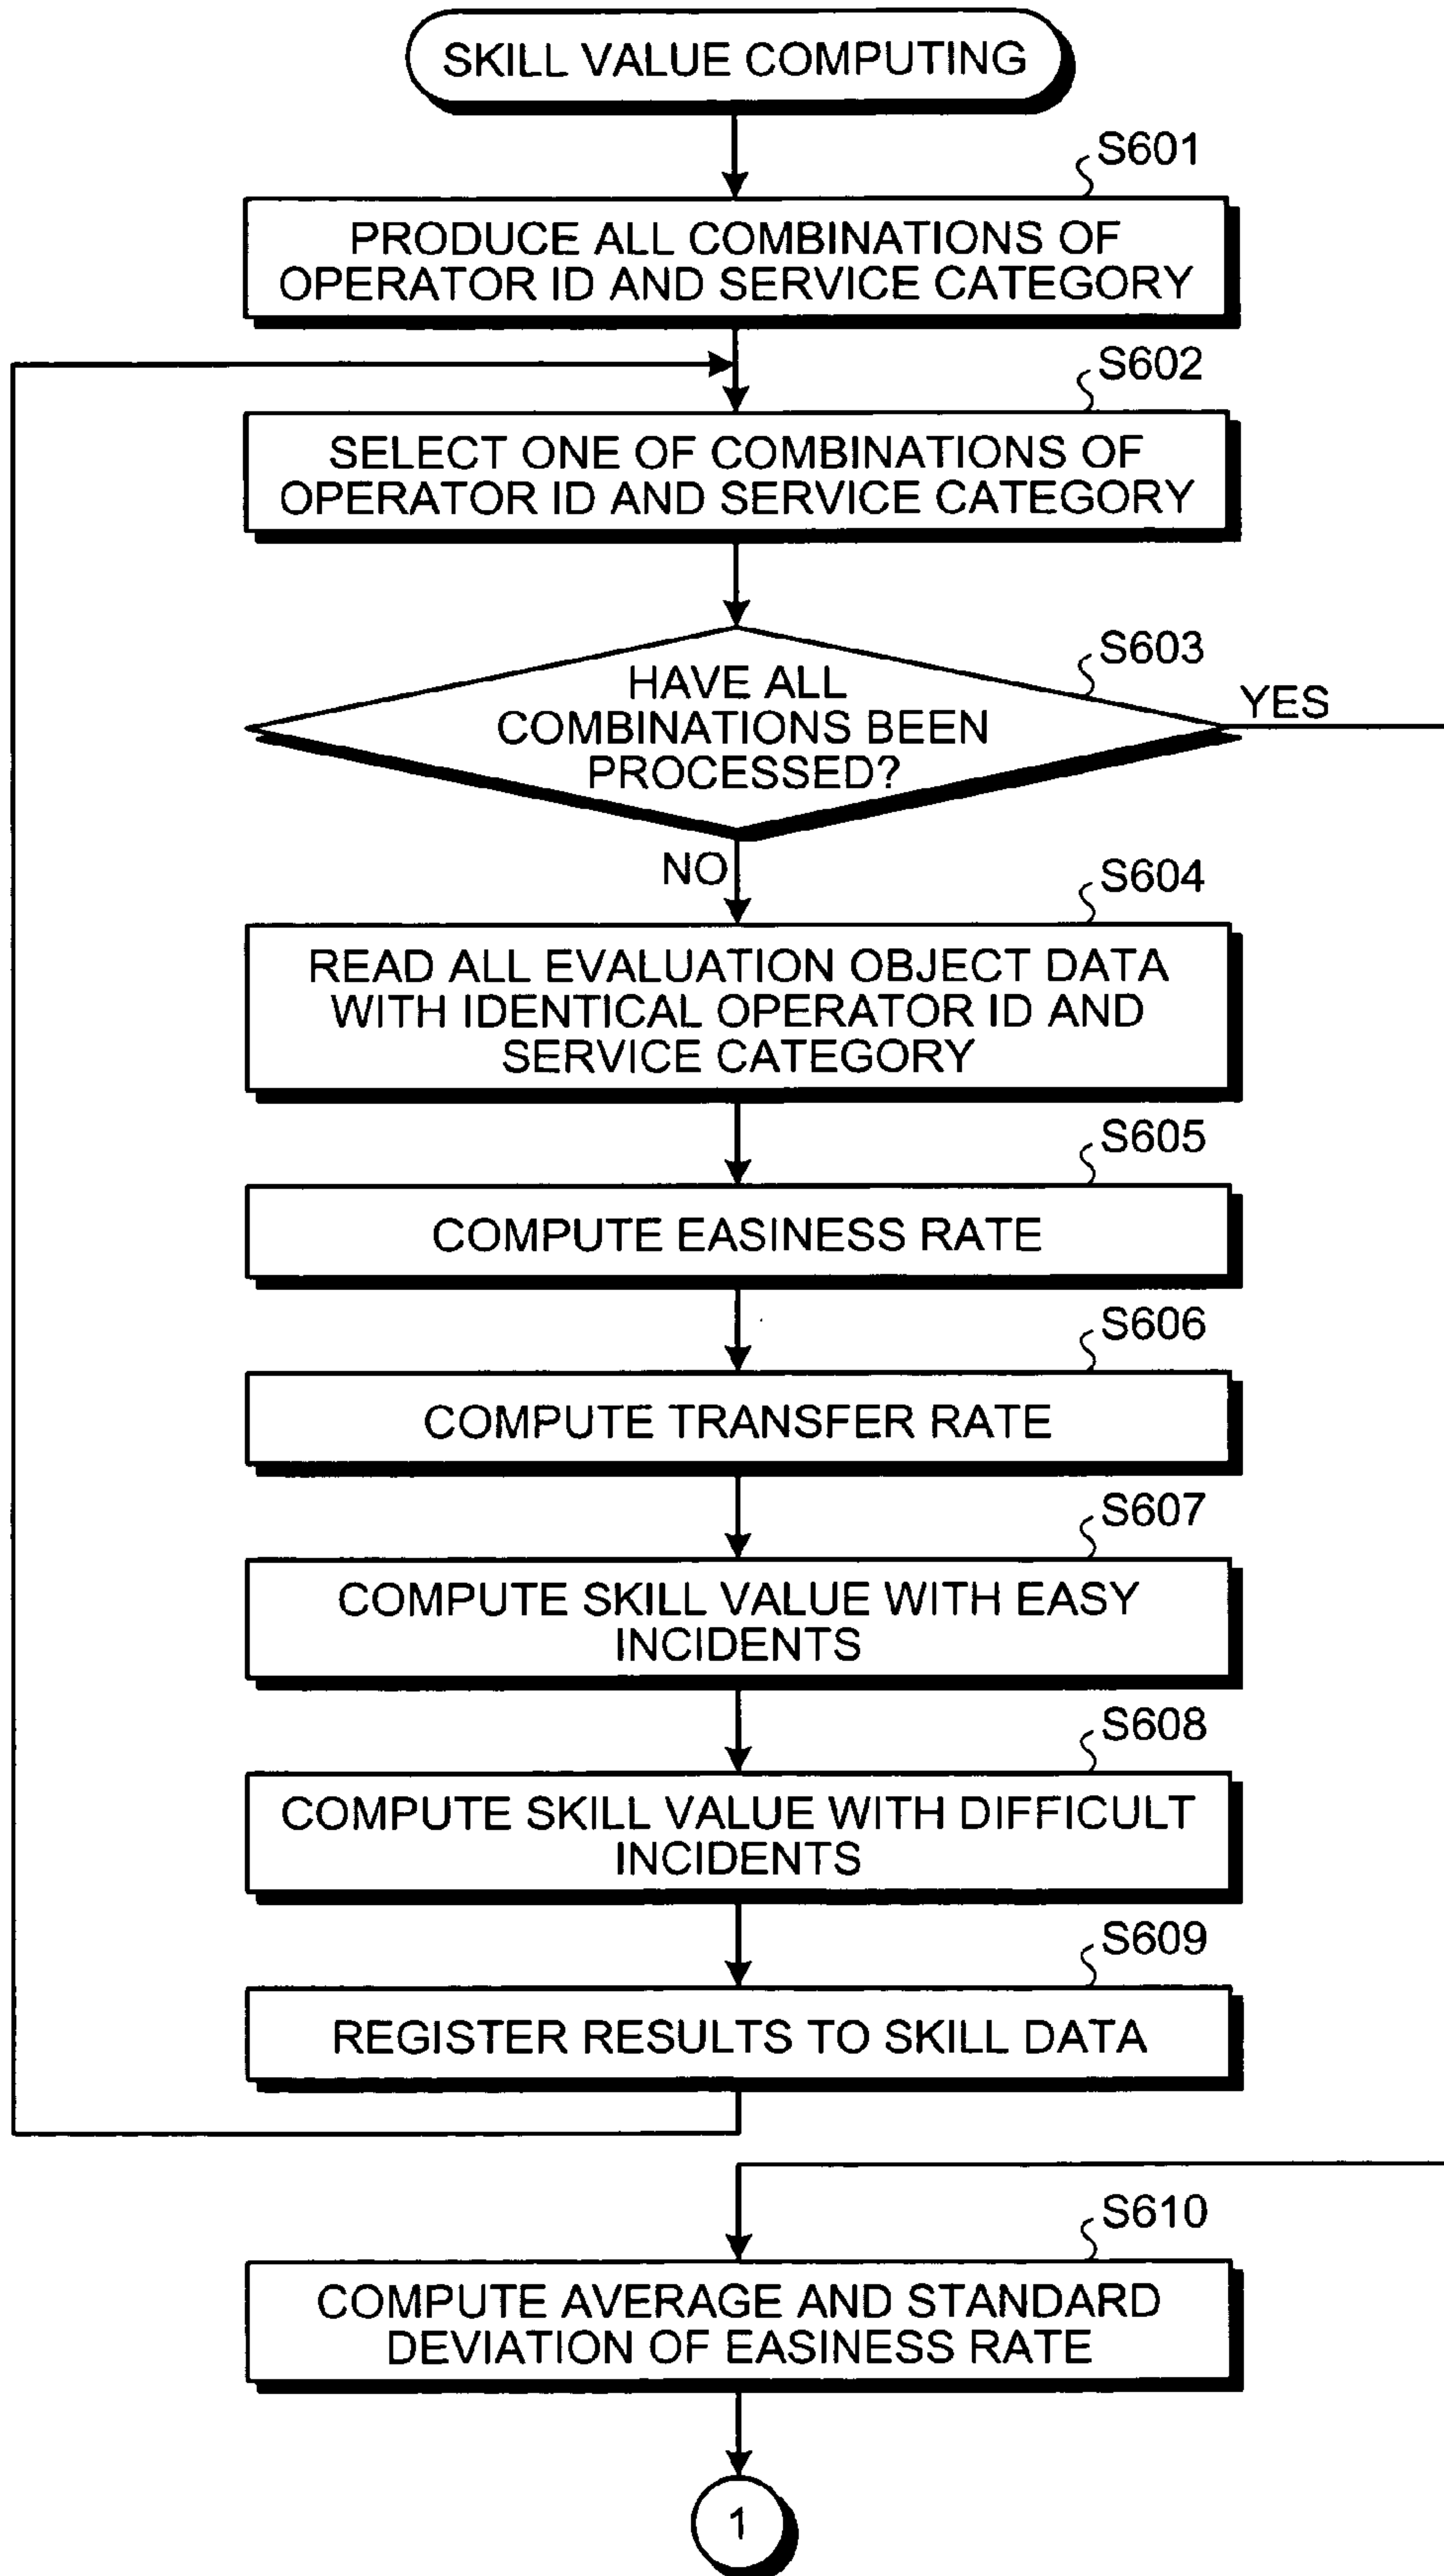 SKILL VALUE COMPUTING
S601
PRODUCE ALL COMBINATIONS OF
OPERATOR ID AND SERVICE CATEGORY
S602
SELECT ONE OF COMBINATIONS OF
OPERATOR ID AND SERVICE CATEGORY
S603
HAVE ALL
COMBINATIONS BEEN
PROCESSED?
YES
NO
S604
READ ALL EVALUATION OBJECT DATA
WITH IDENTICAL OPERATOR ID AND
SERVICE CATEGORY
S605
COMPUTE EASINESS RATE
S606
COMPUTE TRANSFER RATE
S607
COMPUTE SKILL VALUE WITH EASY
INCIDENTS
S608
COMPUTE SKILL VALUE WITH DIFFICULT
INCIDENTS
S609
REGISTER RESULTS TO SKILL DATA
S610
COMPUTE AVERAGE AND STANDARD
DEVIATION OF EASINESS RATE
1